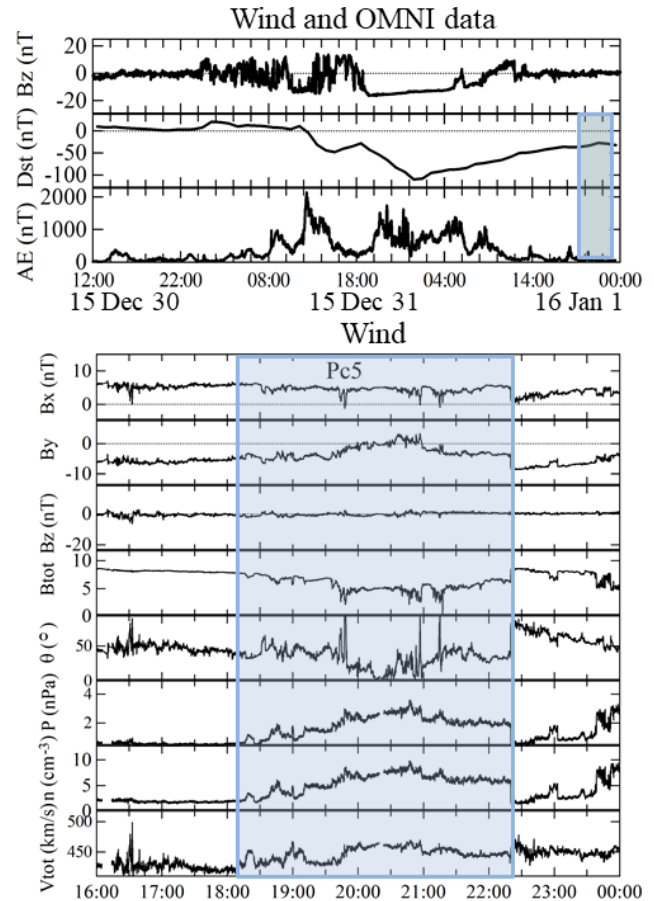 Wind and OMNI data
Bz (nT
20
0
-20
Dst (nT)
0
-50
-100
AE (nT)
2000
1000
0
12:00 22:00 08:00 18:00 04:00 14:00 00:00
15 Dec 30 15 Dec 31 16 Jan 1
Wind
Pc5
Bx (nT)
10
0
By
0
-10
Bz (nT)
0
-20
Btot
10
5
0
θ (°)
50
0
P (nPa)
4
2
0
n (cm⁻³)
10
5
0
Vtot (km/s)
500
450
16:00 17:00 18:00 19:00 20:00 21:00 22:00 23:00 00:00